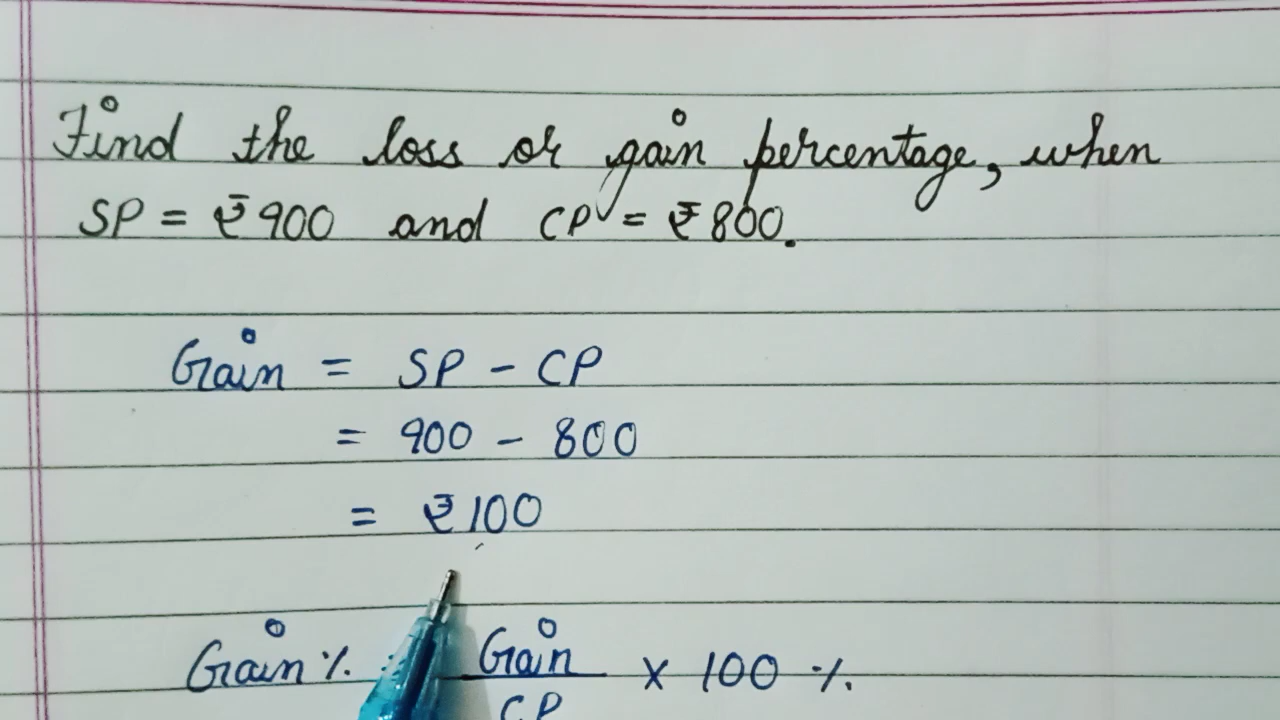 Find the loss or gain percentage, when
SP = ₹900 and CP = ₹800.
Gain = SP - CP
= 900 - 800
= ₹100
Gain % Gain × 100 %
CP